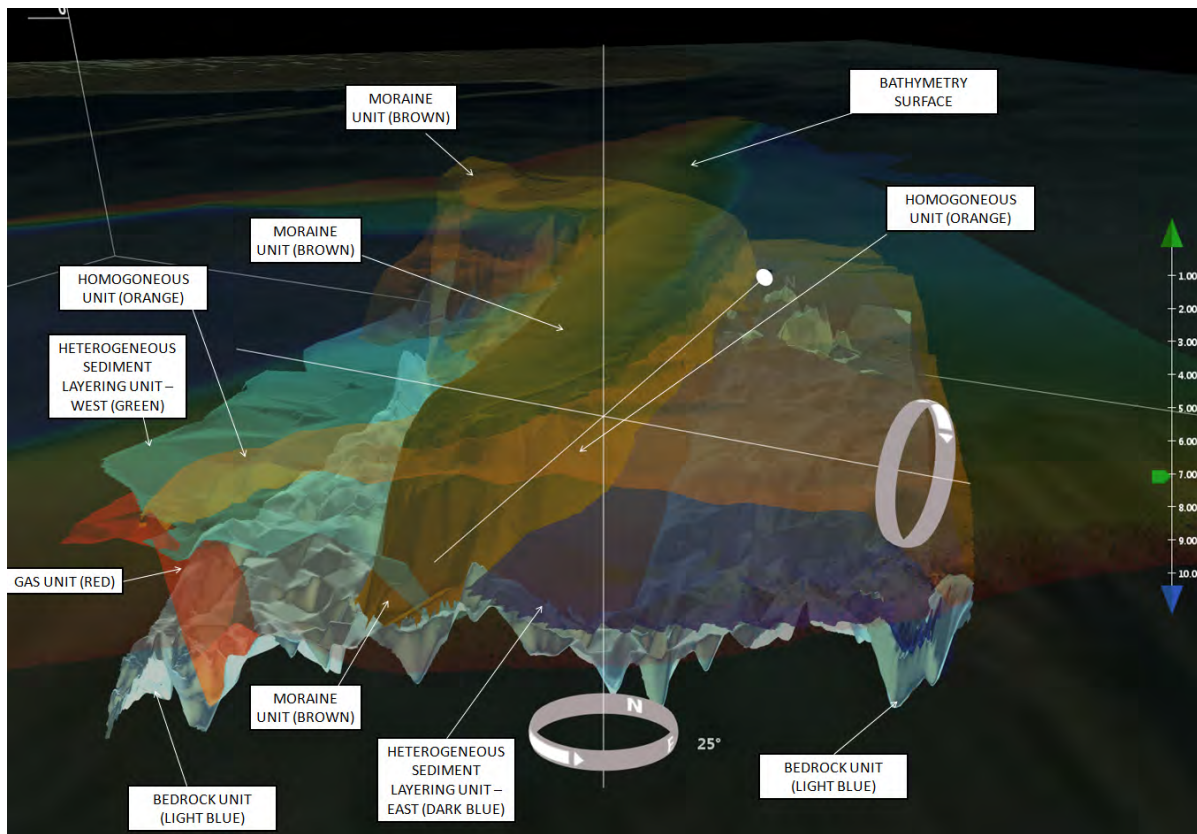 0
MORAINE
UNIT (BROWN)
BATHYMETRY
SURFACE
HOMOGONEOUS
UNIT (ORANGE)
MORAINE
UNIT (BROWN)
HOMOGONEOUS
UNIT (ORANGE)
HETEROGENEOUS
SEDIMENT
LAYERING UNIT –
WEST (GREEN)
N
1.00
2.00
3.00
4.00
5.00
6.00
7.00
8.00
9.00
10.0
GAS UNIT (RED)
MORAINE
UNIT (BROWN)
N
E
25°
HETEROGENEOUS
SEDIMENT
LAYERING UNIT –
EAST (DARK BLUE)
BEDROCK UNIT
(LIGHT BLUE)
BEDROCK UNIT
(LIGHT BLUE)